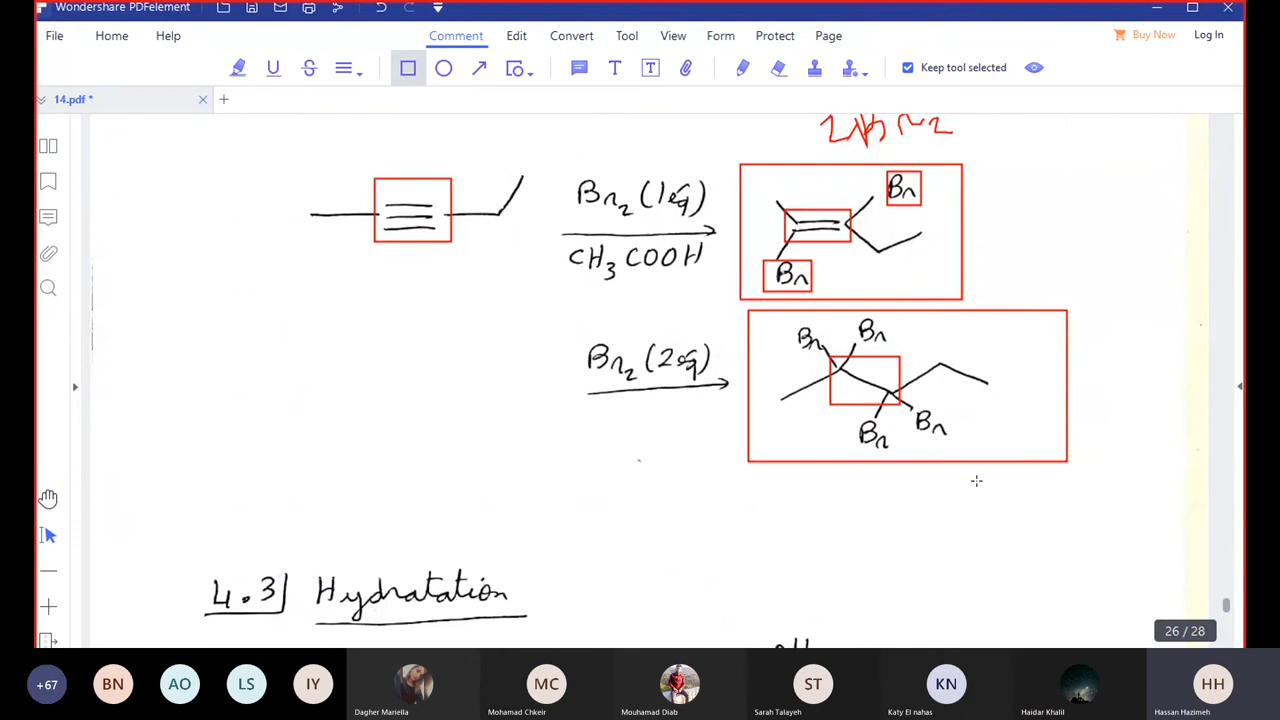 Wondershare PDFelement
File Home Help Comment Edit Convert Tool View Form Protect Page Buy Now Log In
Keep tool selected
14.pdf *
2 Br2
Br2 (1eq)
CH3COOH
Br
Br
Br2 (2eq)
Br Br
Br Br
4.3] Hydratation
26 / 28
+67 BN AO LS IY MC ST KN HH
Dagher Mariella Mohamad Chkeir Mouhamad Diab Sarah Talayeh Katy El nahas Haidar Khalil Hassan Hazimeh